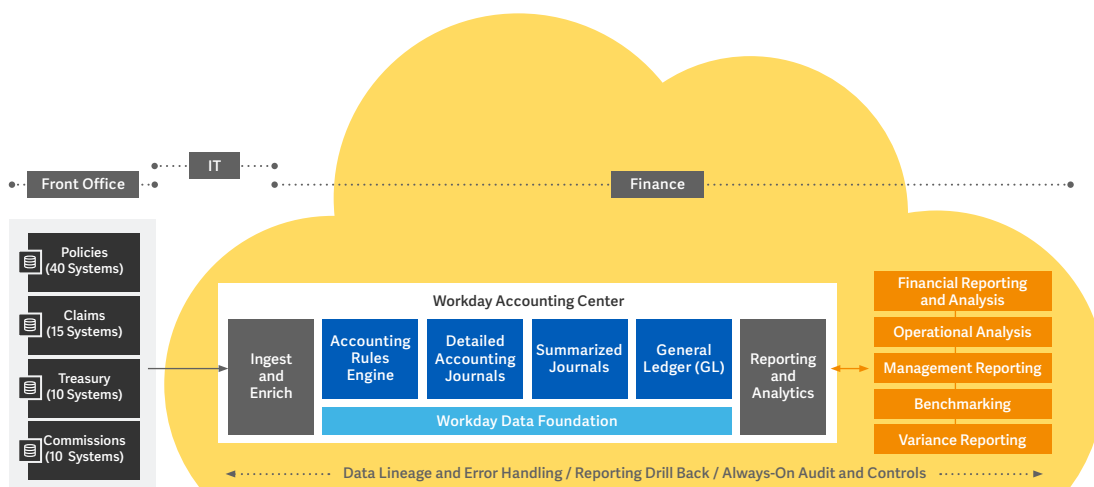 IT
Front Office
Finance
Policies
(40 Systems)
Claims
(15 Systems)
Treasury
(10 Systems)
Commissions
(10 Systems)
Workday Accounting Center
Ingest
and
Enrich
Accounting
Rules
Engine
Detailed
Accounting
Journals
Summarized
Journals
General
Ledger (GL)
Workday Data Foundation
Reporting
and
Analytics
Financial Reporting
and Analysis
Operational Analysis
Management Reporting
Benchmarking
Variance Reporting
Data Lineage and Error Handling / Reporting Drill Back / Always-On Audit and Controls